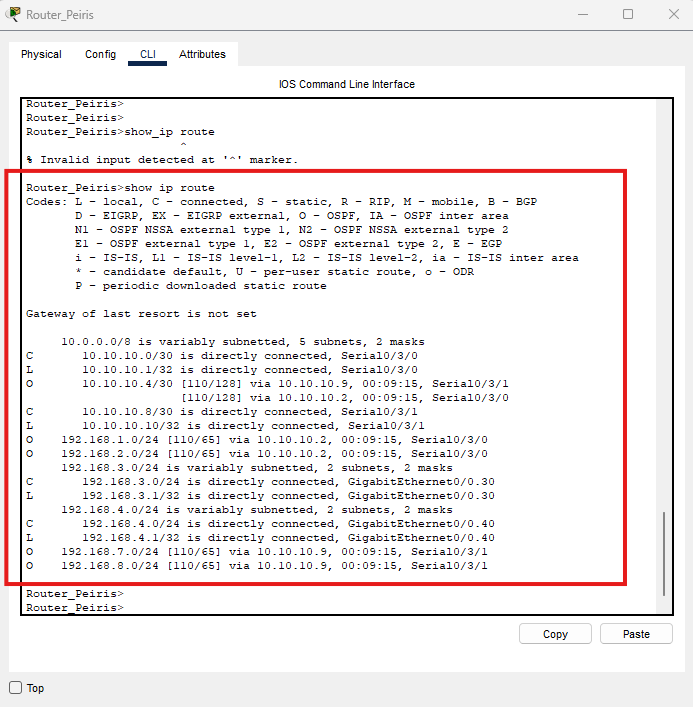 Router_Peiris
Physical Config CLI Attributes
IOS Command Line Interface
Router_Peiris>
Router_Peiris>
Router_Peiris>show_ip route
^
% Invalid input detected at '^' marker.
Router_Peiris>show ip route
Codes: L - local, C - connected, S - static, R - RIP, M - mobile, B - BGP
D - EIGRP, EX - EIGRP external, O - OSPF, IA - OSPF inter area
N1 - OSPF NSSA external type 1, N2 - OSPF NSSA external type 2
E1 - OSPF external type 1, E2 - OSPF external type 2, E - EGP
i - IS-IS, L1 - IS-IS level-1, L2 - IS-IS level-2, ia - IS-IS inter area
* - candidate default, U - per-user static route, o - ODR
P - periodic downloaded static route
Gateway of last resort is not set
10.0.0.0/8 is variably subnetted, 5 subnets, 2 masks
C 10.10.10.0/30 is directly connected, Serial0/3/0
L 10.10.10.1/32 is directly connected, Serial0/3/0
O 10.10.10.4/30 [110/128] via 10.10.10.9, 00:09:15, Serial0/3/1
[110/128] via 10.10.10.2, 00:09:15, Serial0/3/0
C 10.10.10.8/30 is directly connected, Serial0/3/1
L 10.10.10.10/32 is directly connected, Serial0/3/1
O 192.168.1.0/24 [110/65] via 10.10.10.2, 00:09:15, Serial0/3/0
O 192.168.2.0/24 [110/65] via 10.10.10.2, 00:09:15, Serial0/3/0
192.168.3.0/24 is variably subnetted, 2 subnets, 2 masks
C 192.168.3.0/24 is directly connected, GigabitEthernet0/0.30
L 192.168.3.1/32 is directly connected, GigabitEthernet0/0.30
192.168.4.0/24 is variably subnetted, 2 subnets, 2 masks
C 192.168.4.0/24 is directly connected, GigabitEthernet0/0.40
L 192.168.4.1/32 is directly connected, GigabitEthernet0/0.40
O 192.168.7.0/24 [110/65] via 10.10.10.9, 00:09:15, Serial0/3/1
O 192.168.8.0/24 [110/65] via 10.10.10.9, 00:09:15, Serial0/3/1
Router_Peiris>
Router_Peiris>
Copy Paste
Top